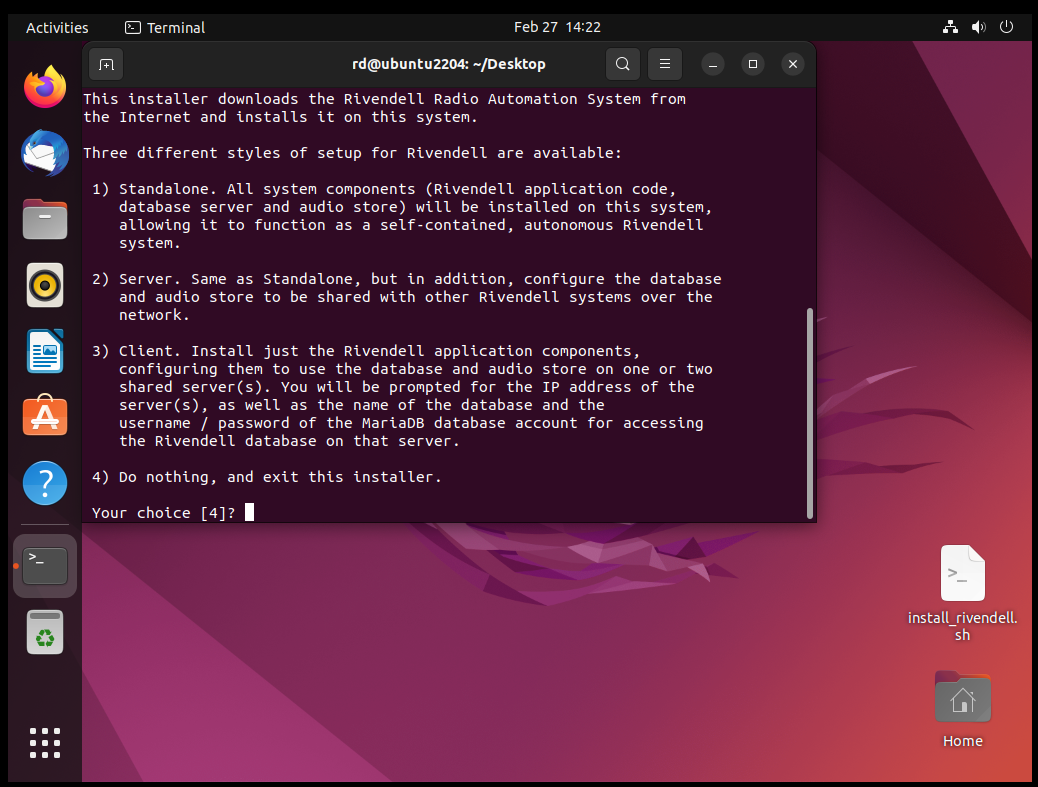 Activities
Terminal
Feb 27 14:22
rd@ubuntu2204: ~/Desktop
This installer downloads the Rivendell Radio Automation System from
the Internet and installs it on this system.
Three different styles of setup for Rivendell are available:
1) Standalone. All system components (Rivendell application code,
database server and audio store) will be installed on this system,
allowing it to function as a self-contained, autonomous Rivendell
system.
2) Server. Same as Standalone, but in addition, configure the database
and audio store to be shared with other Rivendell systems over the
network.
3) Client. Install just the Rivendell application components,
configuring them to use the database and audio store on one or two
shared server(s). You will be prompted for the IP address of the
server(s), as well as the name of the database and the
username / password of the MariaDB database account for accessing
the Rivendell database on that server.
4) Do nothing, and exit this installer.
Your choice [4]?
install_rivendell.
sh
Home